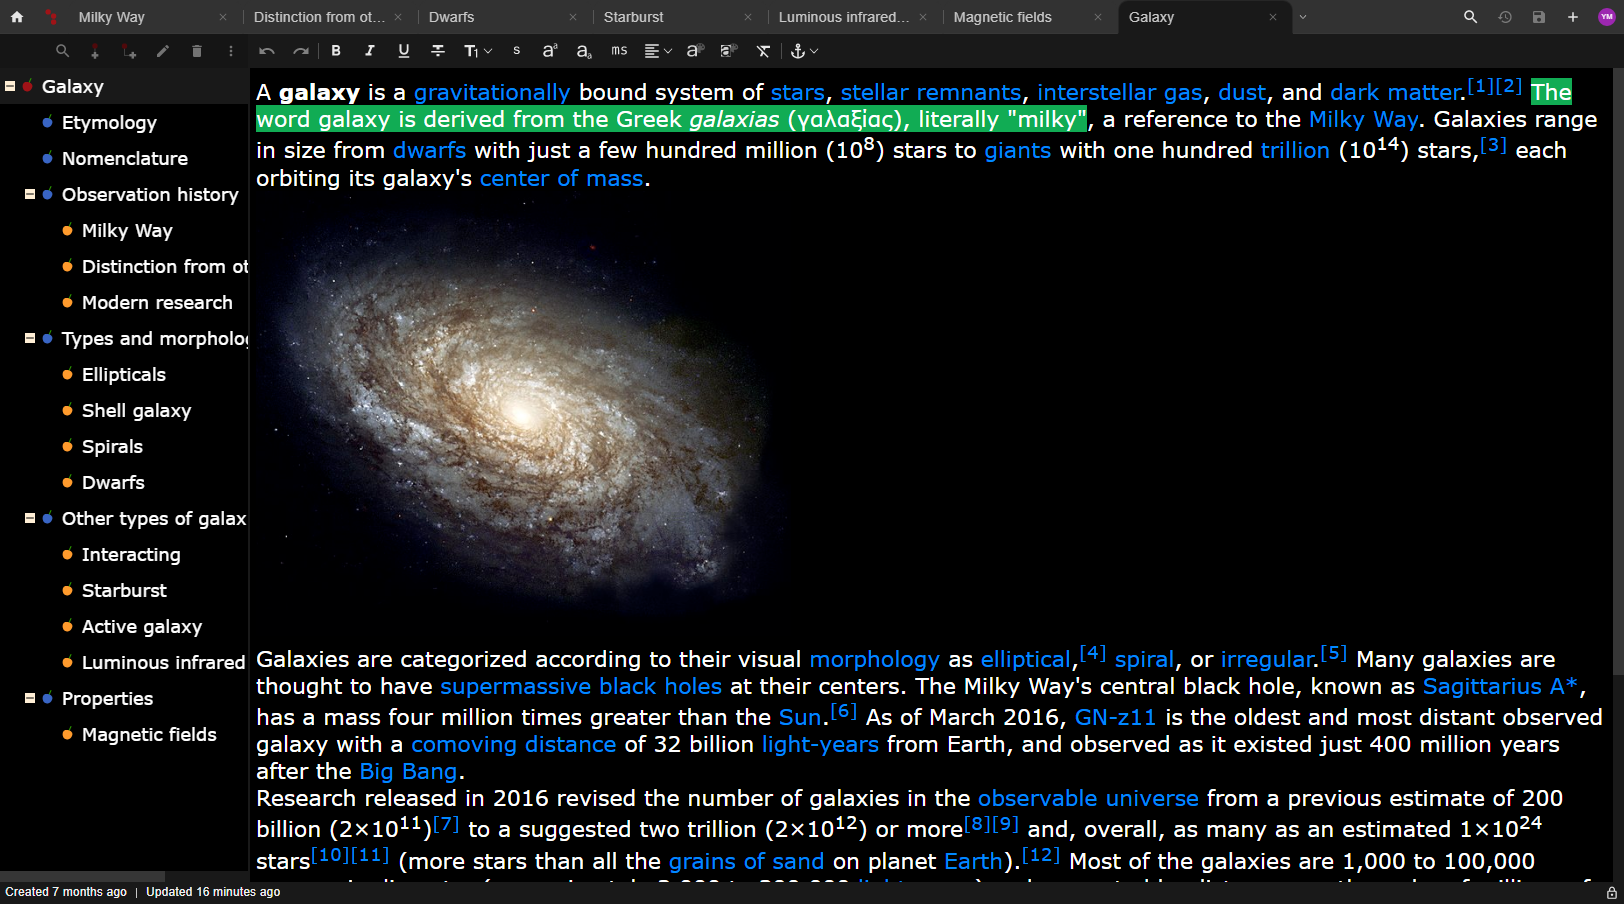 Milky Way
Distinction from ot...
Dwarfs
Starburst
Luminous infrared...
Magnetic fields
Galaxy
YM
B I U T S T1 s aa aa ms
Galaxy
Etymology
Nomenclature
Observation history
Milky Way
Distinction from ot
Modern research
Types and morpholog
Ellipticals
Shell galaxy
Spirals
Dwarfs
Other types of galax
Interacting
Starburst
Active galaxy
Luminous infrared
Properties
Magnetic fields
A galaxy is a gravitationally bound system of stars, stellar remnants, interstellar gas, dust, and dark matter.[1][2] The
word galaxy is derived from the Greek galaxias (γαλαξίας), literally "milky", a reference to the Milky Way. Galaxies range
in size from dwarfs with just a few hundred million (10⁸) stars to giants with one hundred trillion (10¹⁴) stars,[3] each
orbiting its galaxy's center of mass.
Galaxies are categorized according to their visual morphology as elliptical,[4] spiral, or irregular.[5] Many galaxies are
thought to have supermassive black holes at their centers. The Milky Way's central black hole, known as Sagittarius A*,
has a mass four million times greater than the Sun.[6] As of March 2016, GN-z11 is the oldest and most distant observed
galaxy with a comoving distance of 32 billion light-years from Earth, and observed as it existed just 400 million years
after the Big Bang.
Research released in 2016 revised the number of galaxies in the observable universe from a previous estimate of 200
billion (2×10¹¹)[7] to a suggested two trillion (2×10¹²) or more[8][9] and, overall, as many as an estimated 1×10²⁴
stars[10][11] (more stars than all the grains of sand on planet Earth).[12] Most of the galaxies are 1,000 to 100,000
Created 7 months ago | Updated 16 minutes ago